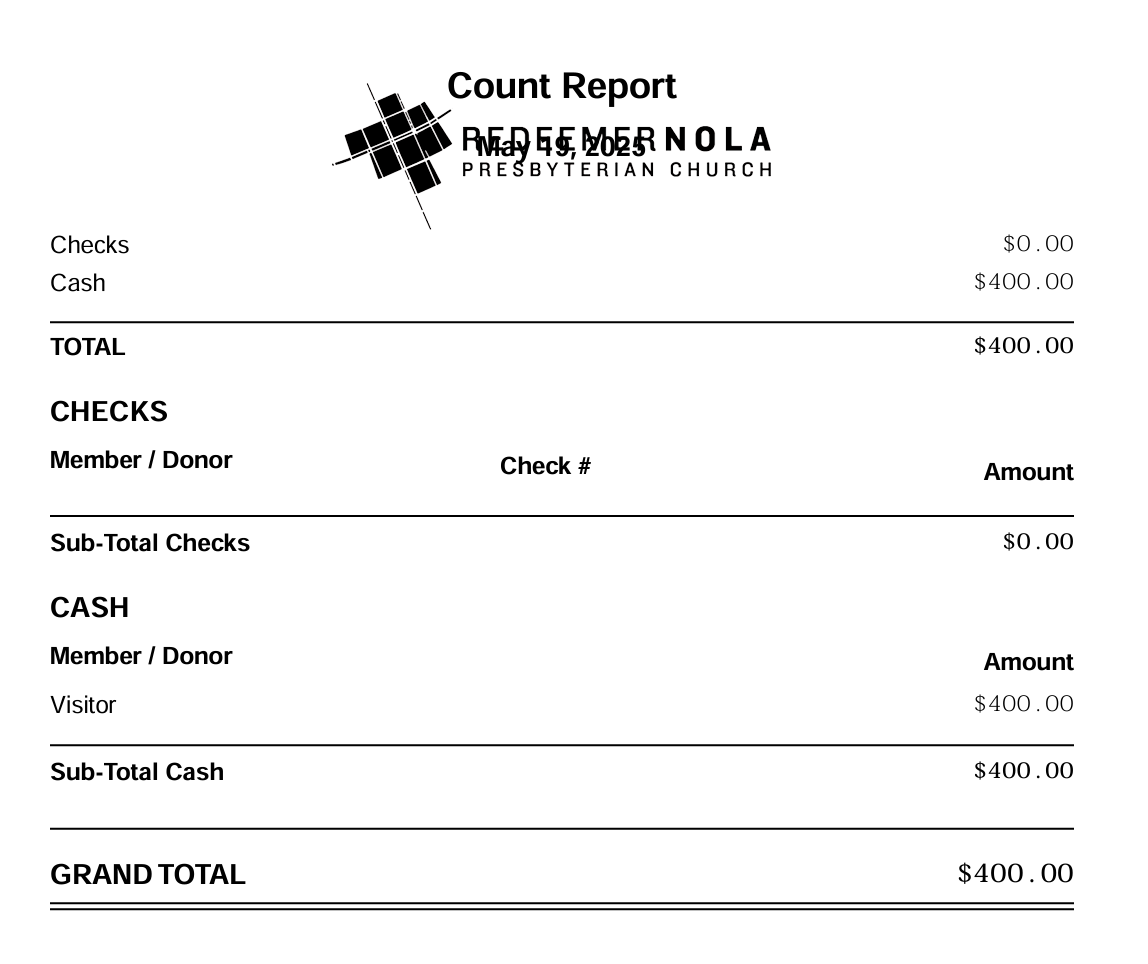 Count Report
REDEEMERNOLA
May 19, 2025
PRESBYTERIAN CHURCH
Checks $0.00
Cash $400.00
TOTAL $400.00
CHECKS
Member / Donor Check # Amount
Sub-Total Checks $0.00
CASH
Member / Donor Amount
Visitor $400.00
Sub-Total Cash $400.00
GRAND TOTAL $400.00